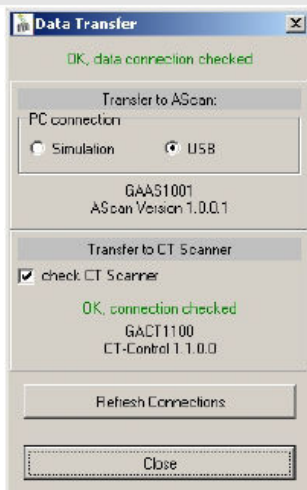 Data Transfer
OK, data connection checked
Transfer to AScan:
PC connection
Simulation
USB
GAAS1001
AScan Version 1.0.0.1
Transfer to CT Scanner
check CT Scanner
OK, connection checked
GACT1100
CT-Control 1.1.0.0
Refresh Connections
Close